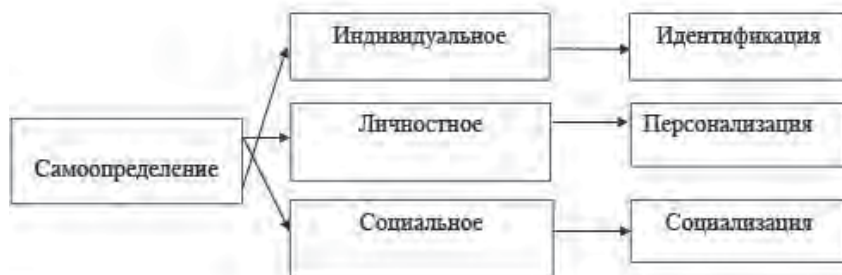 Самоопределение
Индивидуальное
Идентификация
Личностное
Персонализация
Социальное
Социализация